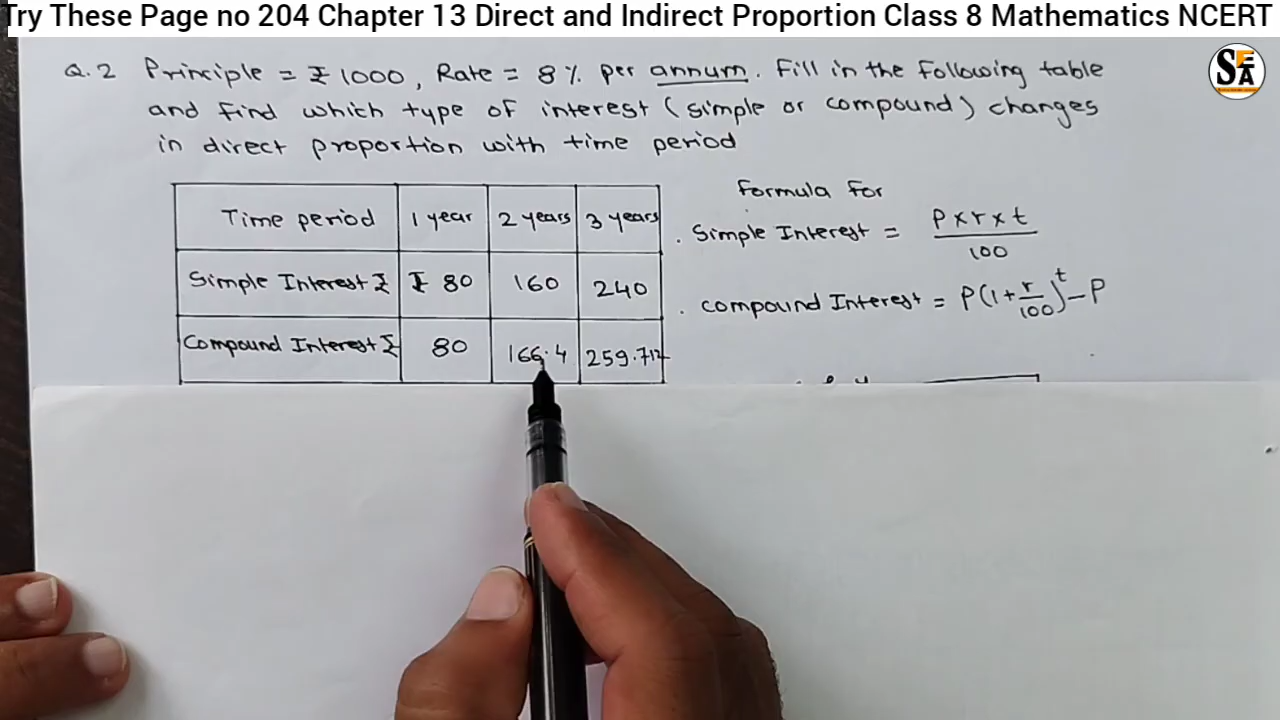 Try These Page no 204 Chapter 13 Direct and Indirect Proportion Class 8 Mathematics NCERT
SFA
Q.2 Principle = ₹ 1000, Rate = 8 % per annum. Fill in the following table
and find which type of interest (simple or compound) changes
in direct proportion with time period
Time period 1 year 2 years 3 years
Simple Interest ₹ ₹ 80 160 240
Compound Interest ₹ 80 166.4 259.712
Formula for
. Simple Interest = P×r×t/100
. Compound Interest = P(1+r/100)^t - P